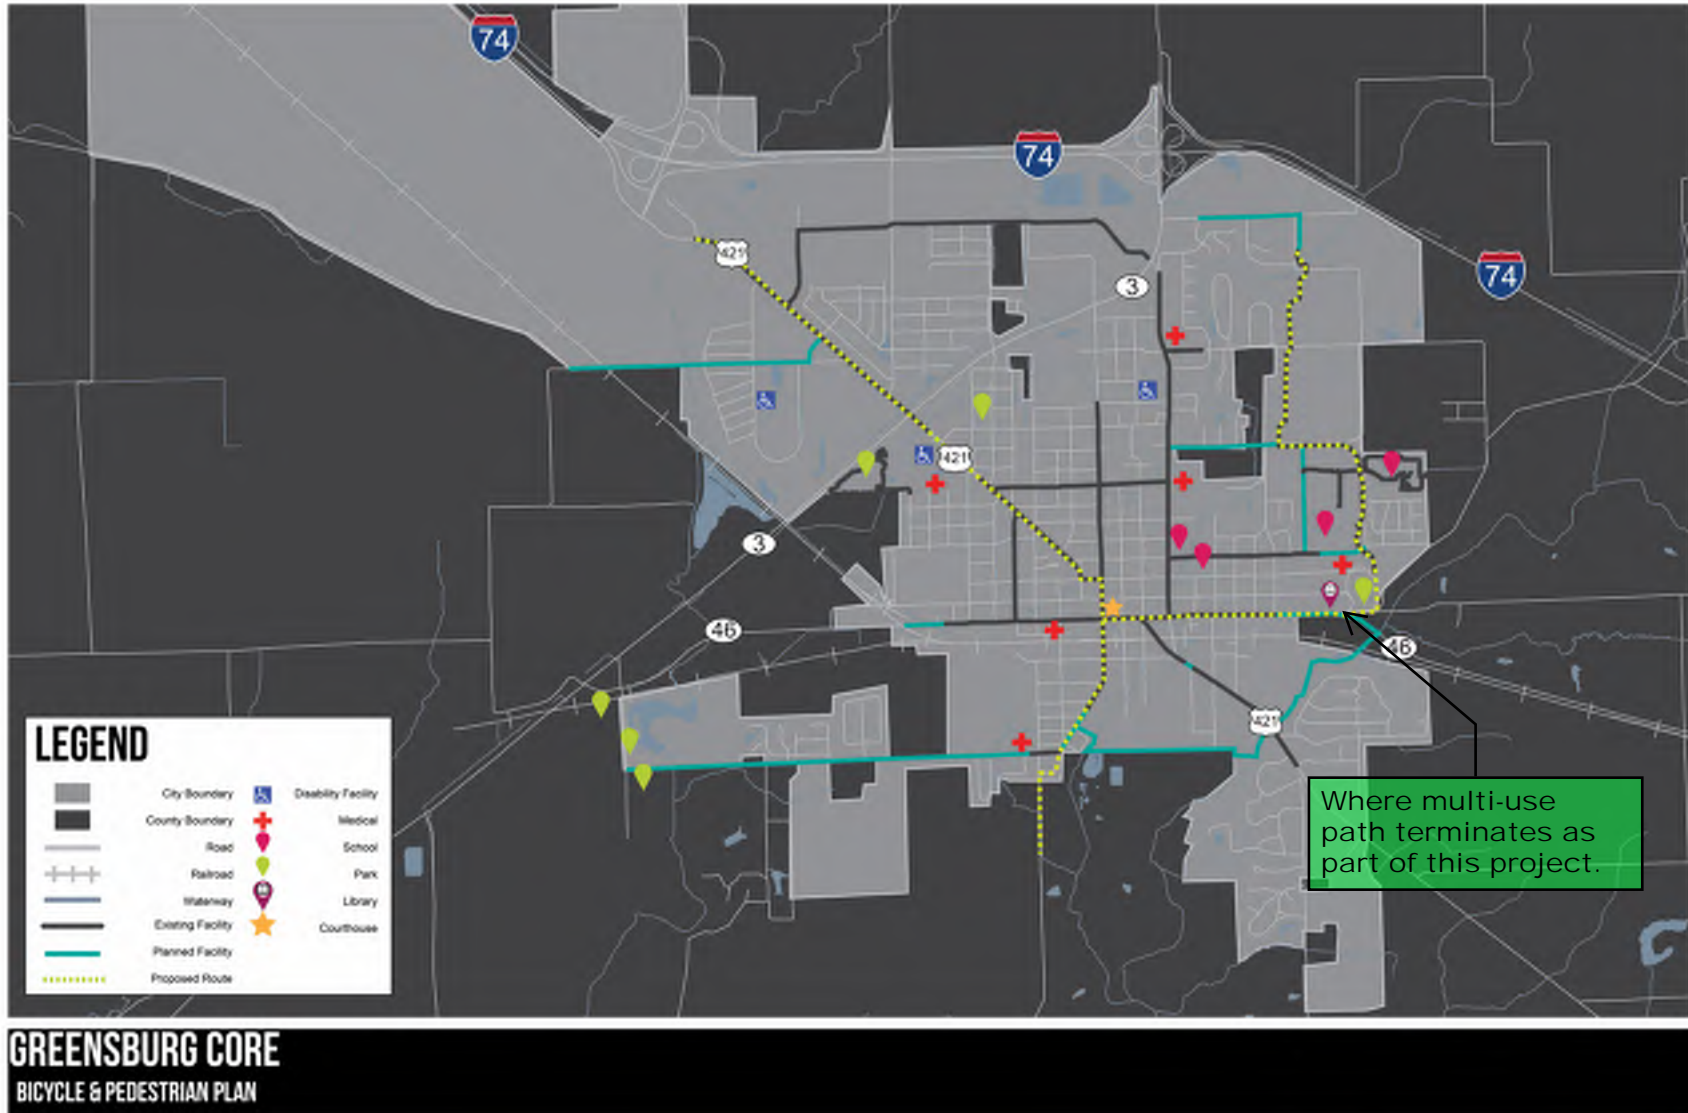 74
74
421
3
74
421
3
46
46
421
LEGEND
City Boundary
County Boundary
Road
Railroad
Waterway
Existing Facility
Planned Facility
Proposed Route
Disability Facility
Medical
School
Park
Library
Courthouse
Where multi-use
path terminates as
part of this project.
GREENSBURG CORE
BICYCLE & PEDESTRIAN PLAN